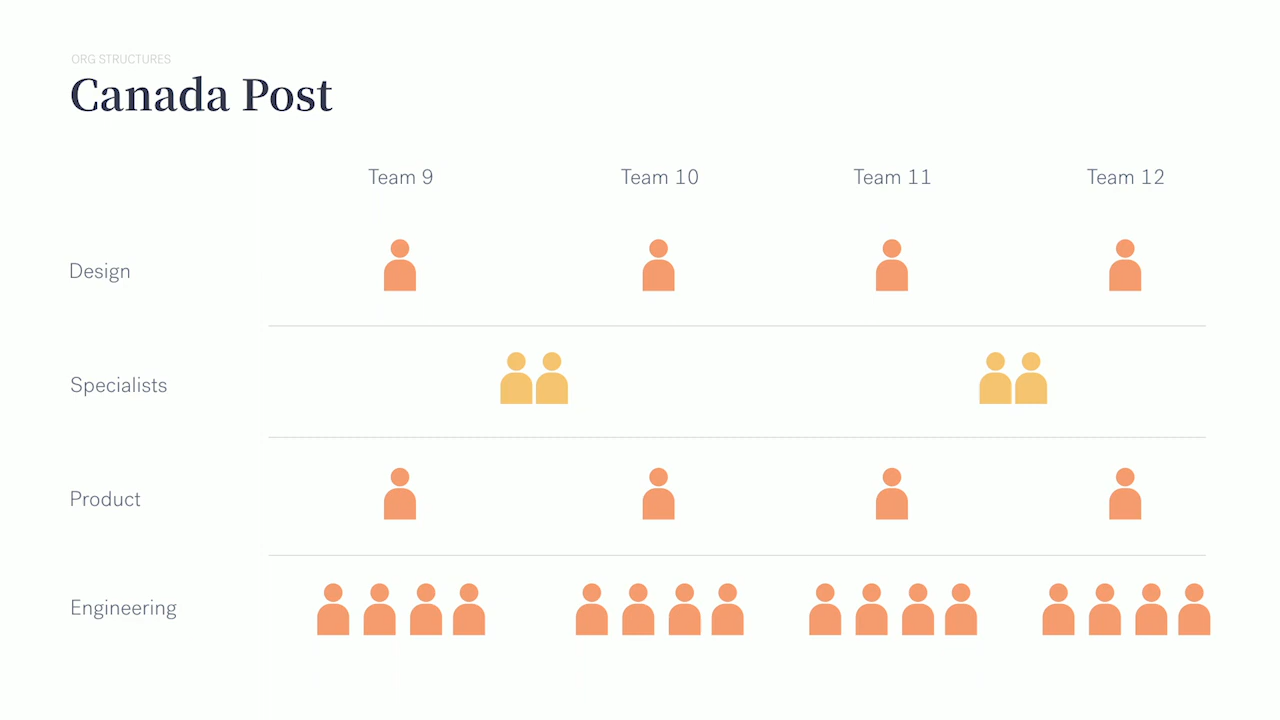 ORG STRUCTURES
Canada Post
Team 9 Team 10 Team 11 Team 12
Design
Specialists
Product
Engineering